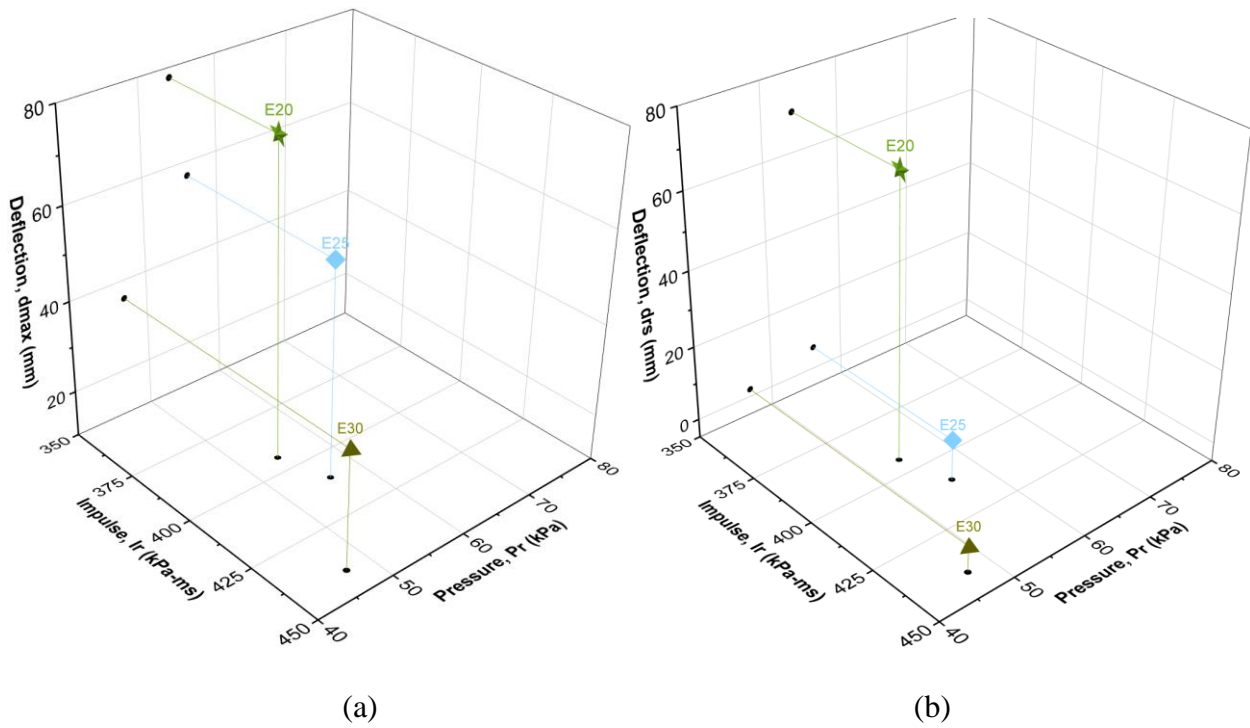 80
60
40
20
Deflection, dmax (mm)
350
375
400
425
450
Impulse, Ir (kPa-ms)
40
50
60
70
80
Pressure, Pr (kPa)
E20
E25
E30
(a)
80
60
40
20
0
Deflection, drs (mm)
350
375
400
425
450
Impulse, Ir (kPa-ms)
40
50
60
70
80
Pressure, Pr (kPa)
E20
E25
E30
(b)